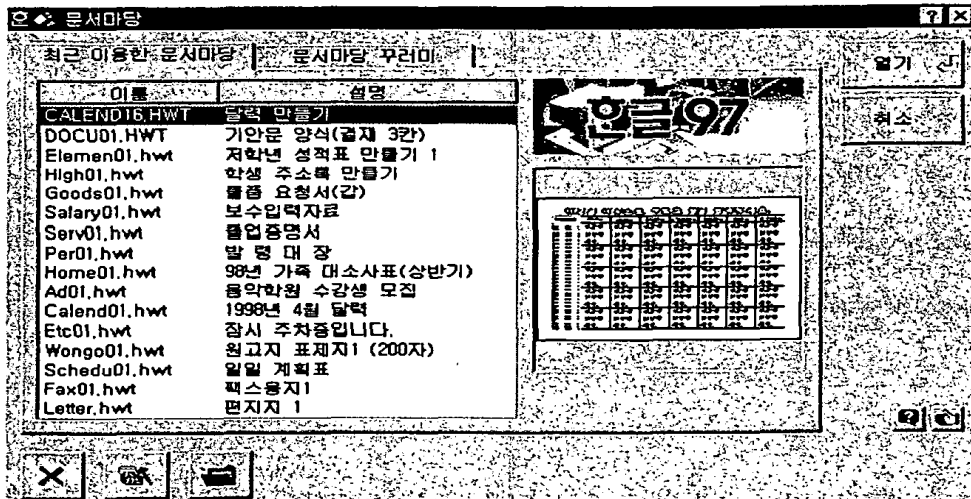 문서마당
최근 이용한 문서마당
문서마당 꾸러미
열기
취소
이름 설명
CALEND16.HWT 달력 만들기
DOCU01.HWT 기안문 양식(결재 3칸)
Elemen01.hwt 저학년 성적표 만들기 1
High01.hwt 학생 주소록 만들기
Goods01.hwt 물품 요청서(갑)
Salary01.hwt 보수입력자료
Serv01.hwt 졸업증명서
Per01.hwt 발 령 대 장
Home01.hwt 98년 가족 대소사표(상반기)
Ad01.hwt 음악학원 수강생 모집
Calend01.hwt 1998년 4월 달력
Etc01.hwt 잠시 주차중입니다.
Wongo01.hwt 원고지 표제지1 (200자)
Schedu01.hwt 일일 계획표
Fax01.hwt 팩스용지1
Letter.hwt 편지지 1
한글97